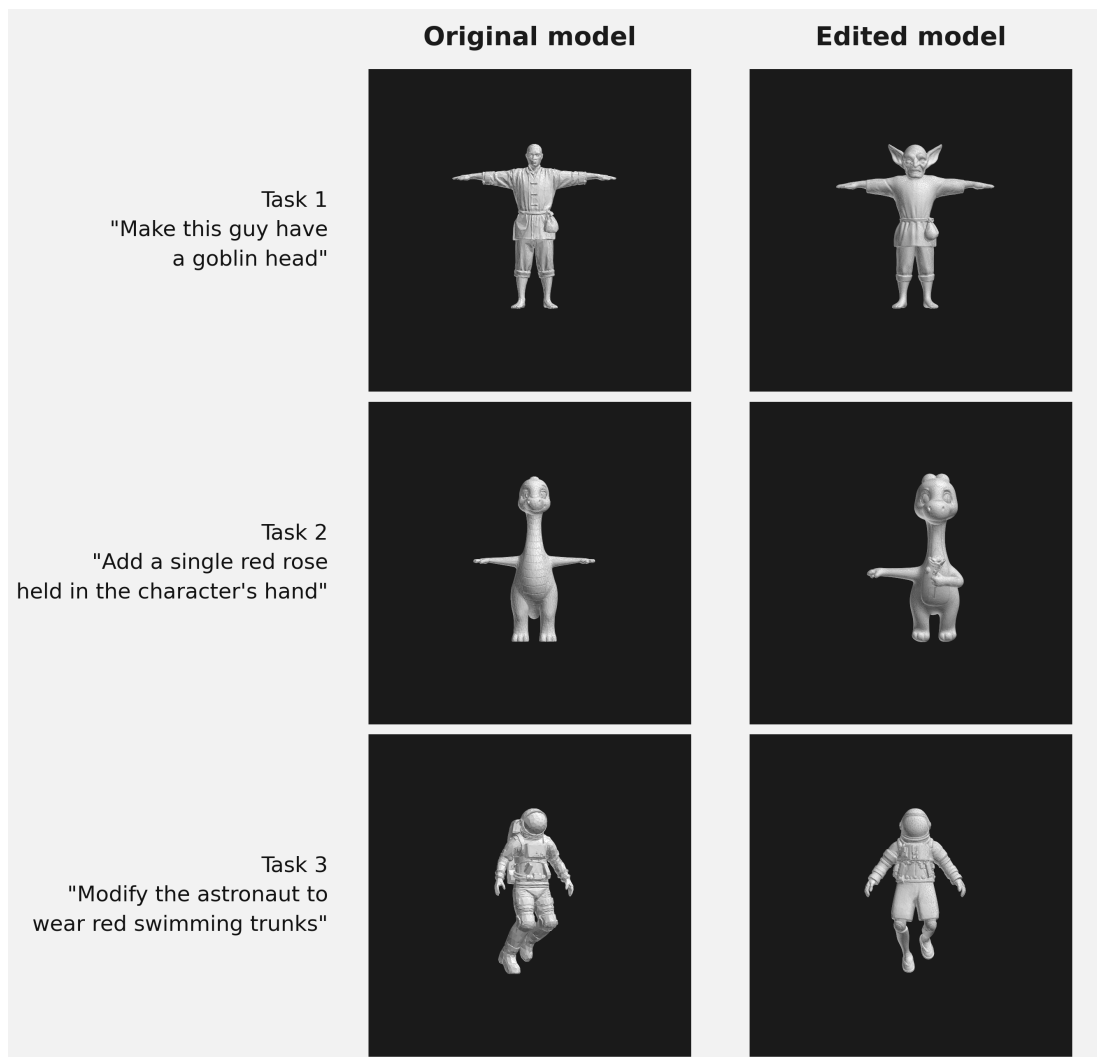 Original model
Edited model
Task 1
"Make this guy have
a goblin head"
Task 2
"Add a single red rose
held in the character's hand"
Task 3
"Modify the astronaut to
wear red swimming trunks"